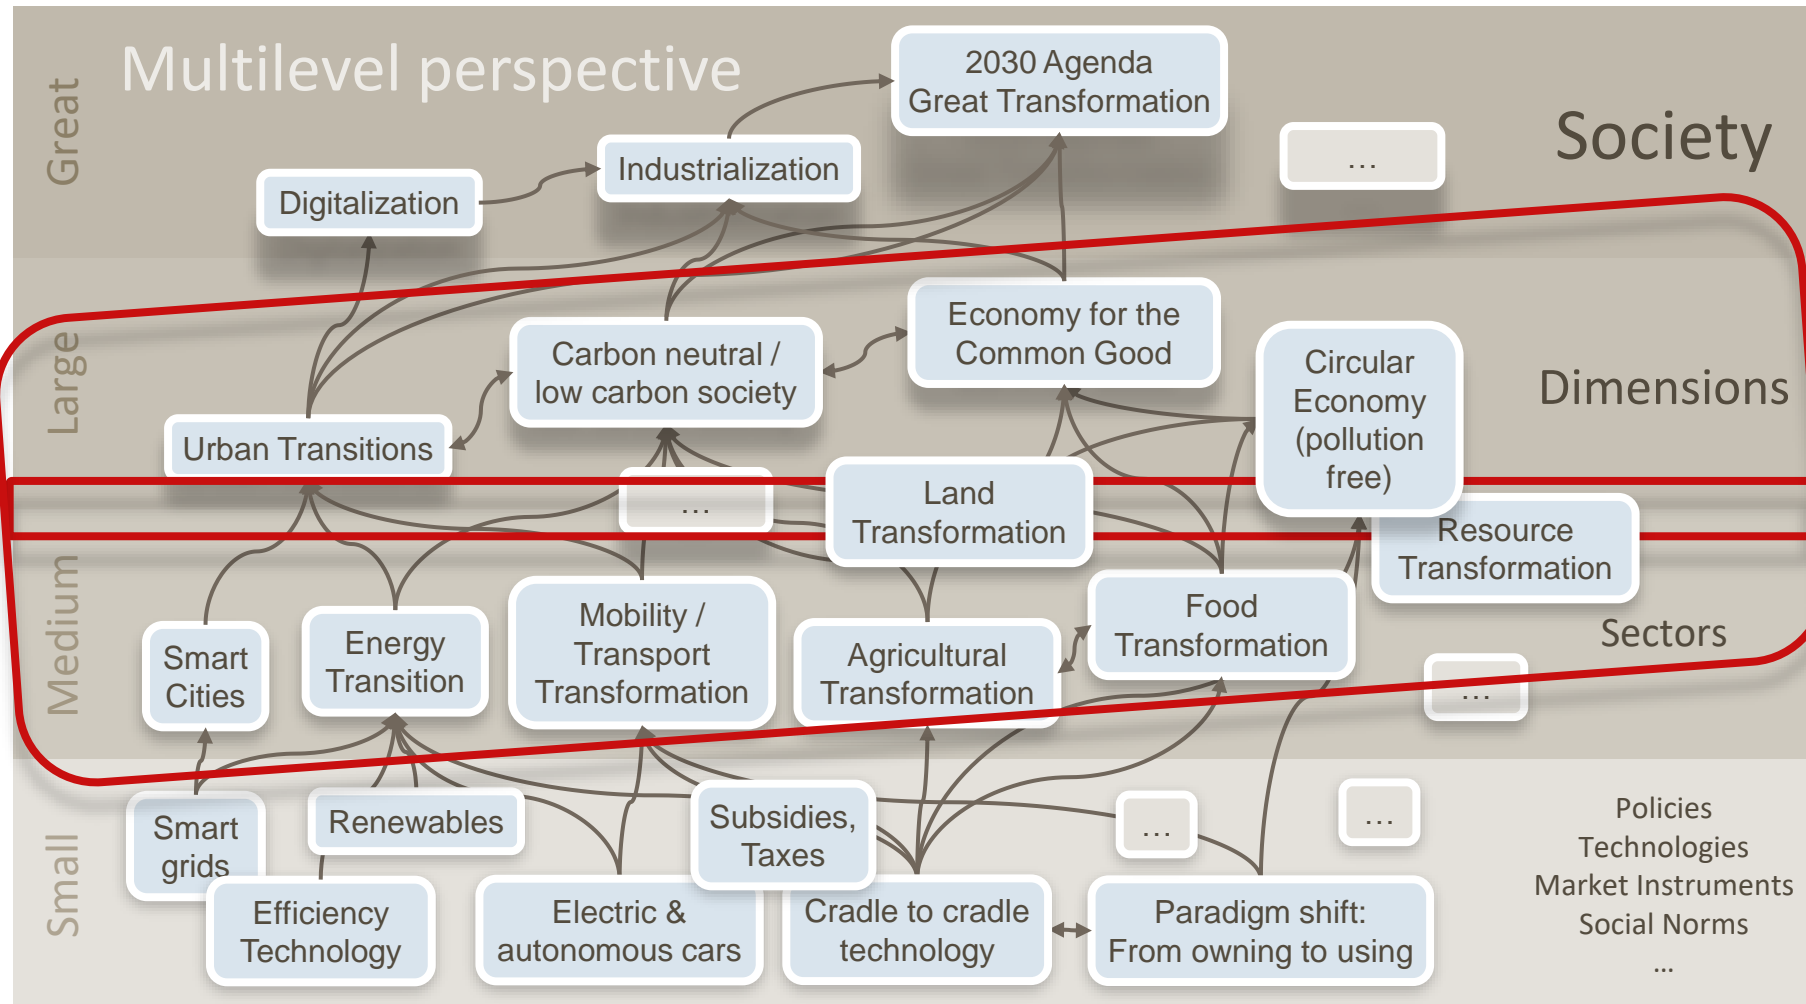 Multilevel perspective
Great
2030 Agenda
Great Transformation
Society
...
Industrialization
Digitalization
Large
Economy for the
Common Good
Carbon neutral /
low carbon society
Circular
Economy
(pollution
free)
Dimensions
Urban Transitions
...
Land
Transformation
Resource
Transformation
Medium
Smart
Cities
Energy
Transition
Mobility /
Transport
Transformation
Agricultural
Transformation
Food
Transformation
Sectors
...
Small
Smart
grids
Renewables
Subsidies,
Taxes
...
...
Efficiency
Technology
Electric &
autonomous cars
Cradle to cradle
technology
Paradigm shift:
From owning to using
Policies
Technologies
Market Instruments
Social Norms
...